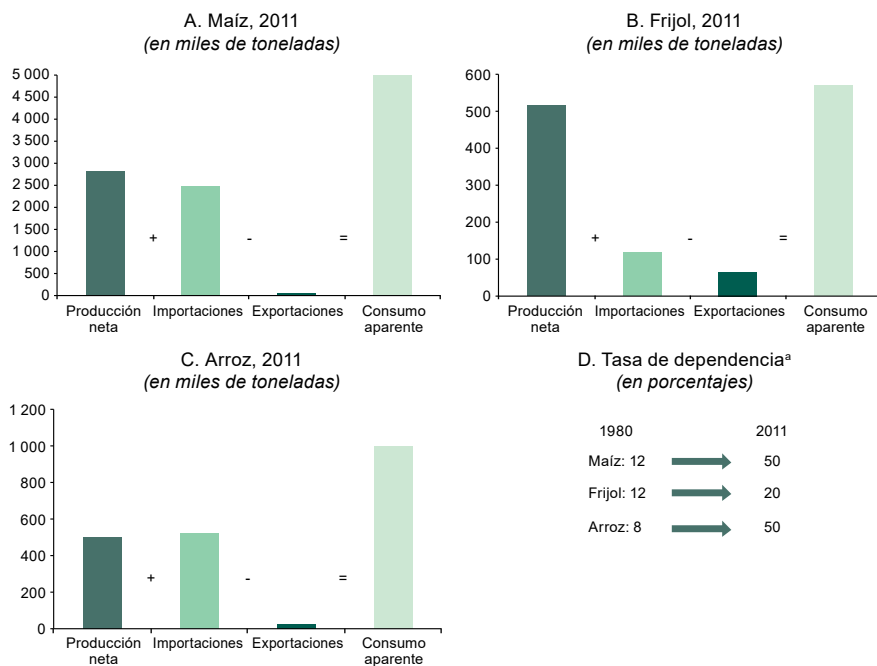 A. Maíz, 2011
(en miles de toneladas)
5 000
4 500
4 000
3 500
3 000
2 500
2 000
1 500
1 000
500
0
+
-
=
Producción neta
Importaciones
Exportaciones
Consumo aparente
B. Frijol, 2011
(en miles de toneladas)
600
500
400
300
200
100
0
+
-
=
Producción neta
Importaciones
Exportaciones
Consumo aparente
C. Arroz, 2011
(en miles de toneladas)
1 200
1 000
800
600
400
200
0
+
-
=
Producción neta
Importaciones
Exportaciones
Consumo aparente
D. Tasa de dependenciaᵃ
(en porcentajes)
1980 2011
Maíz: 12 50
Frijol: 12 20
Arroz: 8 50